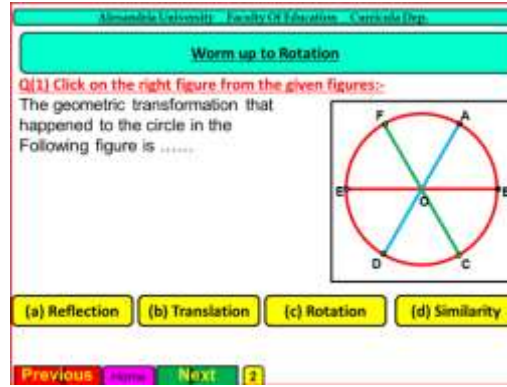 Alexandria University Faculty Of Education Curricula Dep.
Worm up to Rotation
Q(1) Click on the right figure from the given figures:-
The geometric transformation that
happened to the circle in the
Following figure is ......
F A
E O B
D C
(a) Reflection (b) Translation (c) Rotation (d) Similarity
Previous Home Next 2